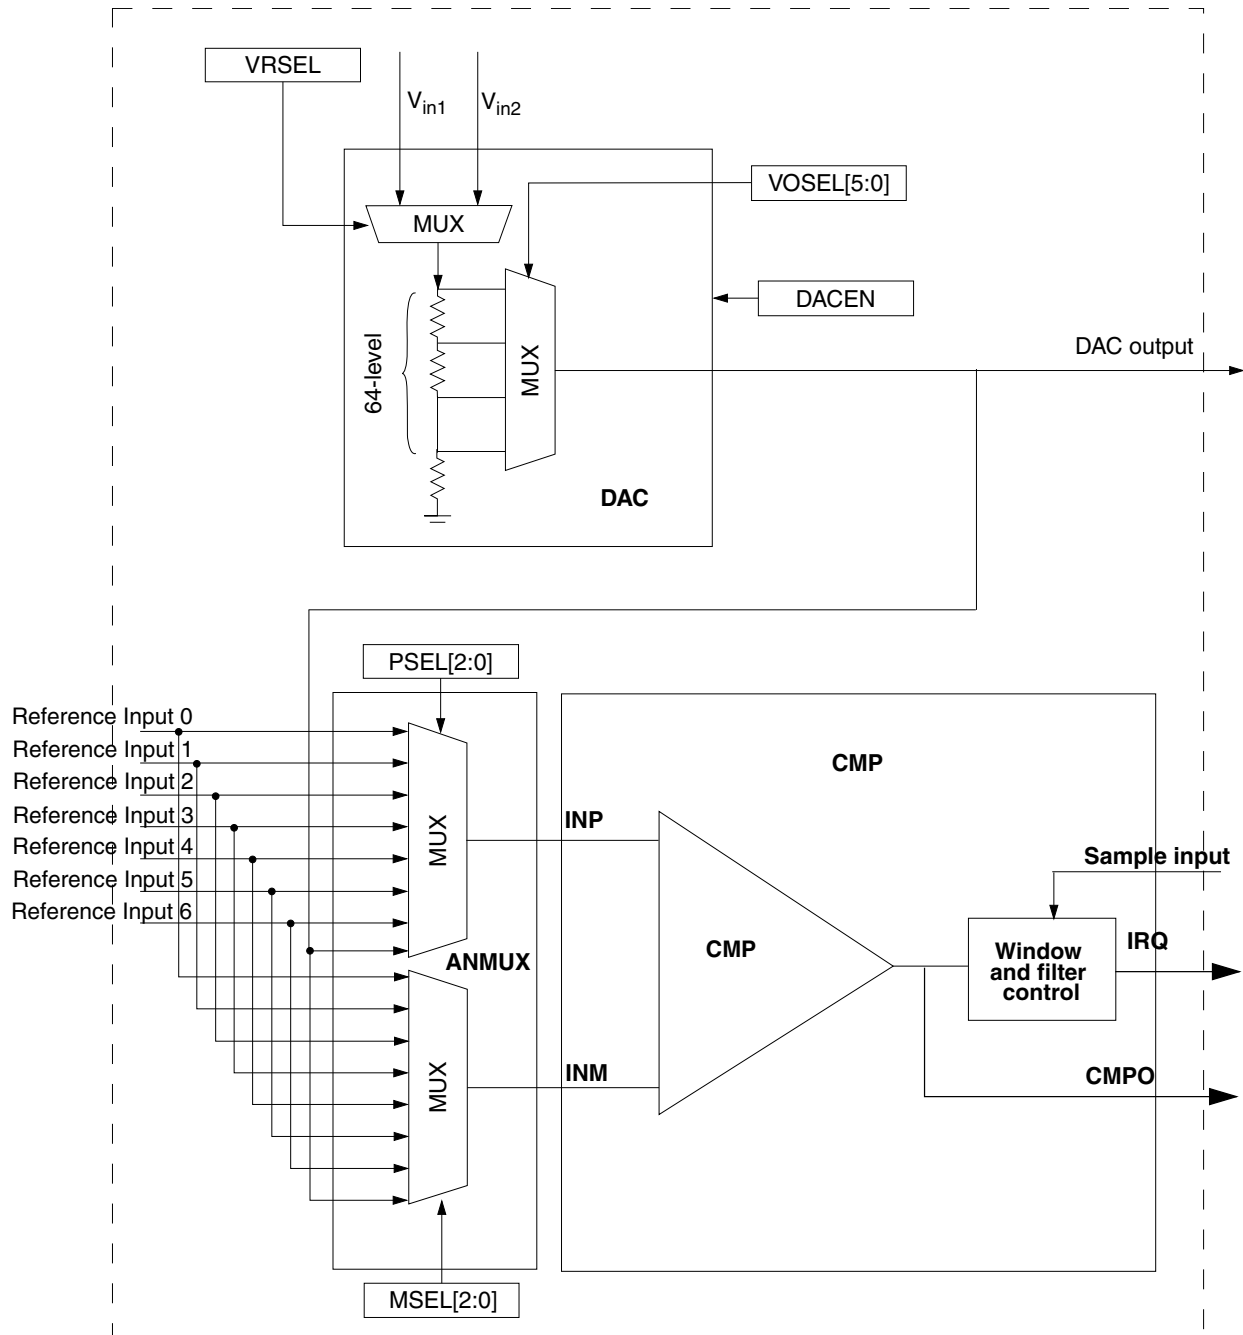 VRSEL
Vin1
Vin2
VOSEL[5:0]
MUX
DACEN
64-level
MUX
DAC output
DAC
PSEL[2:0]
Reference Input 0
Reference Input 1
Reference Input 2
Reference Input 3
Reference Input 4
Reference Input 5
Reference Input 6
MUX
ANMUX
MUX
MSEL[2:0]
CMP
INP
INM
CMP
Sample input
Window
and filter
control
IRQ
CMPO